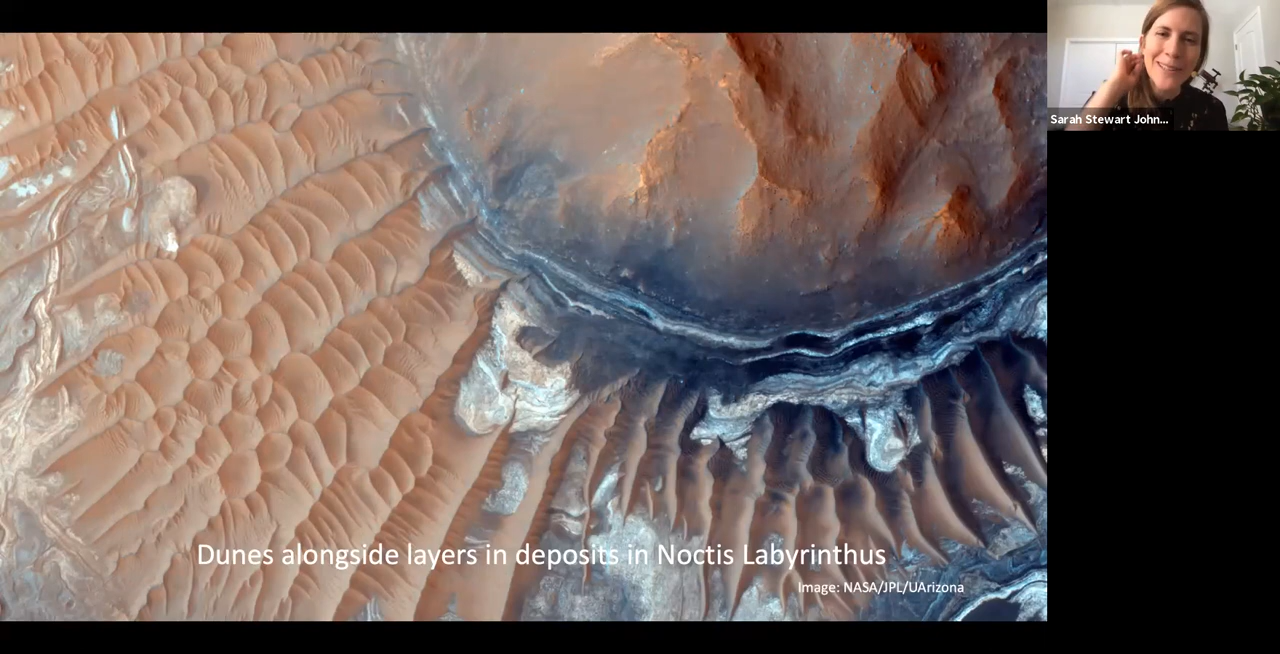 Sarah Stewart John...
Dunes alongside layers in deposits in Noctis Labyrinthus
Image: NASA/JPL/UArizona